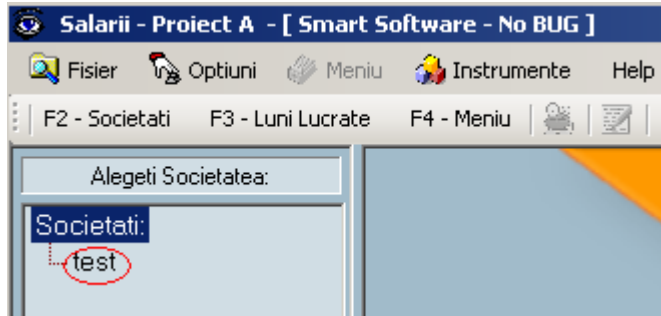 Salarii - Proiect A - [ Smart Software - No BUG ]
Fisier Optiuni Meniu Instrumente Help
F2 - Societati F3 - Luni Lucrate F4 - Meniu
Alegeti Societatea:
Societati:
test